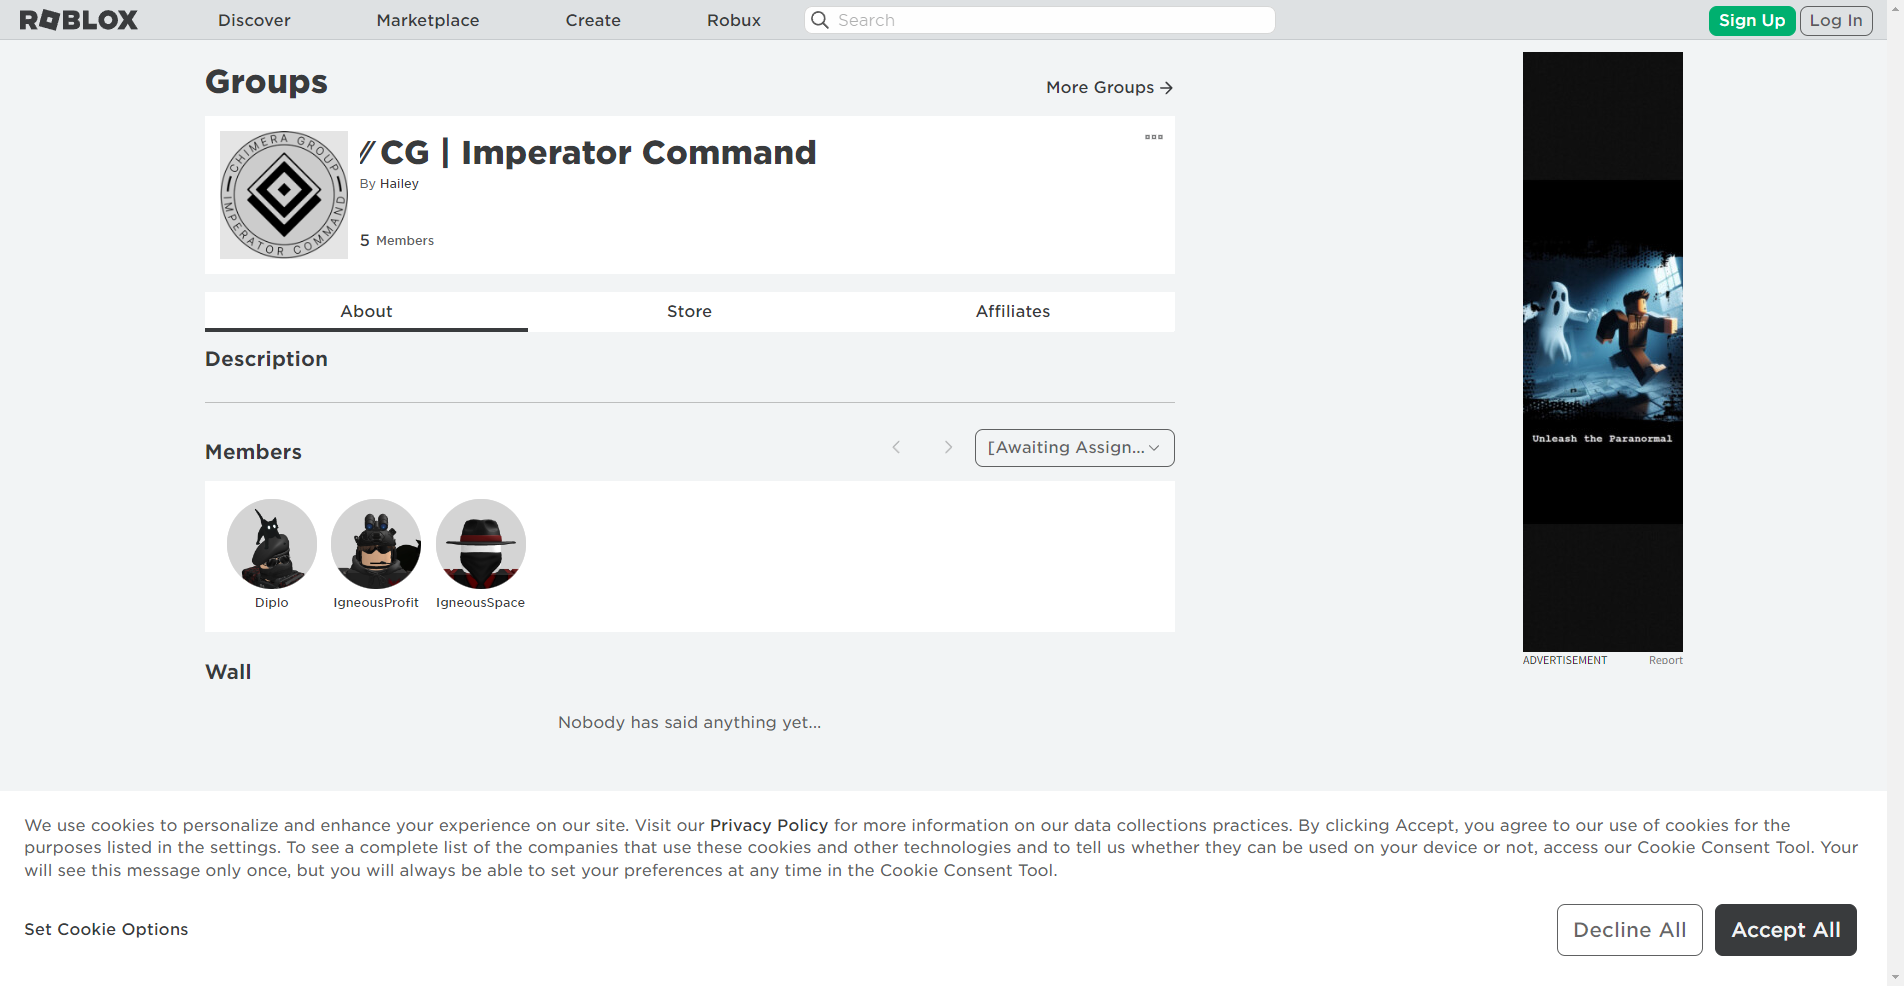 ROBLOX
Discover
Marketplace
Create
Robux
Search
Sign Up
Log In
Groups
More Groups →
CHIMERA GROUP
IMPERATOR COMMAND
// CG | Imperator Command
By Hailey
5 Members
About
Store
Affiliates
Description
Members
[Awaiting Assign...
Diplo
IgneousProfit
IgneousSpace
Wall
Nobody has said anything yet...
Unleash the Paranormal
ADVERTISEMENT
Report
We use cookies to personalize and enhance your experience on our site. Visit our Privacy Policy for more information on our data collections practices. By clicking Accept, you agree to our use of cookies for the
purposes listed in the settings. To see a complete list of the companies that use these cookies and other technologies and to tell us whether they can be used on your device or not, access our Cookie Consent Tool. Your
will see this message only once, but you will always be able to set your preferences at any time in the Cookie Consent Tool.
Set Cookie Options
Decline All
Accept All